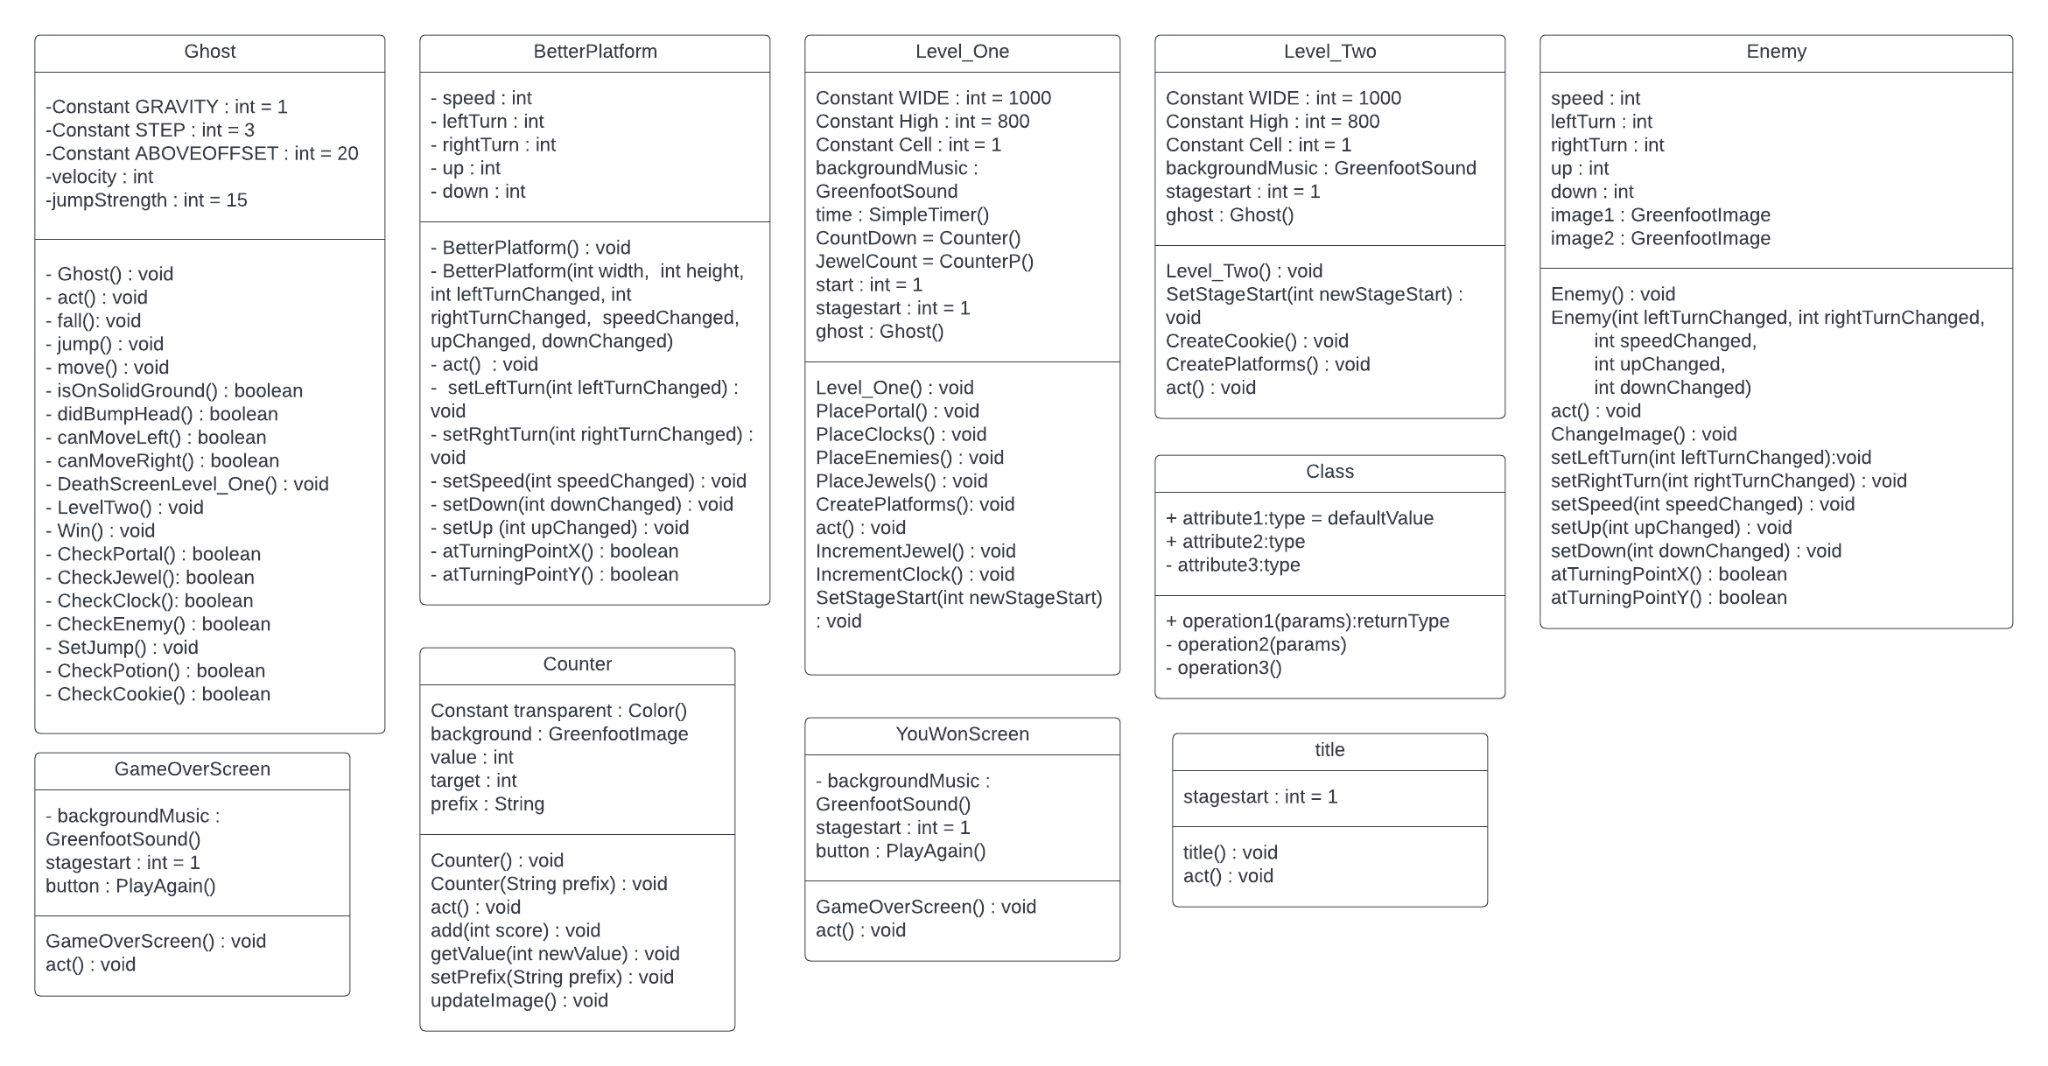 Ghost
-Constant GRAVITY : int = 1
-Constant STEP : int = 3
-Constant ABOVEOFFSET : int = 20
-velocity : int
-jumpStrength : int = 15
- Ghost() : void
- act() : void
- fall(): void
- jump() : void
- move() : void
- isOnSolidGround() : boolean
- didBumpHead() : boolean
- canMoveLeft() : boolean
- canMoveRight() : boolean
- DeathScreenLevel_One() : void
- LevelTwo() : void
- Win() : void
- CheckPortal() : boolean
- CheckJewel(): boolean
- CheckClock(): boolean
- CheckEnemy() : boolean
- SetJump() : void
- CheckPotion() : boolean
- CheckCookie() : boolean
GameOverScreen
- backgroundMusic :
GreenfootSound()
stagestart : int = 1
button : PlayAgain()
GameOverScreen() : void
act() : void
BetterPlatform
- speed : int
- leftTurn : int
- rightTurn : int
- up : int
- down : int
- BetterPlatform() : void
- BetterPlatform(int width,  int height,
int leftTurnChanged, int
rightTurnChanged,  speedChanged,
upChanged, downChanged)
- act()  : void
-  setLeftTurn(int leftTurnChanged) :
void
- setRghtTurn(int rightTurnChanged) :
void
- setSpeed(int speedChanged) : void
- setDown(int downChanged) : void
- setUp (int upChanged) : void
- atTurningPointX() : boolean
- atTurningPointY() : boolean
Counter
Constant transparent : Color()
background : GreenfootImage
value : int
target : int
prefix : String
Counter() : void
Counter(String prefix) : void
act() : void
add(int score) : void
getValue(int newValue) : void
setPrefix(String prefix) : void
updateImage() : void
Level_One
Constant WIDE : int = 1000
Constant High : int = 800
Constant Cell : int = 1
backgroundMusic :
GreenfootSound
time : SimpleTimer()
CountDown = Counter()
JewelCount = CounterP()
start : int = 1
stagestart : int = 1
ghost : Ghost()
Level_One() : void
PlacePortal() : void
PlaceClocks() : void
PlaceEnemies() : void
PlaceJewels() : void
CreatePlatforms(): void
act() : void
IncrementJewel() : void
IncrementClock() : void
SetStageStart(int newStageStart)
: void
YouWonScreen
- backgroundMusic :
GreenfootSound()
stagestart : int = 1
button : PlayAgain()
GameOverScreen() : void
act() : void
Level_Two
Constant WIDE : int = 1000
Constant High : int = 800
Constant Cell : int = 1
backgroundMusic : GreenfootSound
stagestart : int = 1
ghost : Ghost()
Level_Two() : void
SetStageStart(int newStageStart) :
void
CreateCookie() : void
CreatePlatforms() : void
act() : void
Class
+ attribute1:type = defaultValue
+ attribute2:type
- attribute3:type
+ operation1(params):returnType
- operation2(params)
- operation3()
title
stagestart : int = 1
title() : void
act() : void
Enemy
speed : int
leftTurn : int
rightTurn : int
up : int
down : int
image1 : GreenfootImage
image2 : GreenfootImage
Enemy() : void
Enemy(int leftTurnChanged, int rightTurnChanged,
int speedChanged,
int upChanged,
int downChanged)
act() : void
ChangeImage() : void
setLeftTurn(int leftTurnChanged):void
setRightTurn(int rightTurnChanged) : void
setSpeed(int speedChanged) : void
setUp(int upChanged) : void
setDown(int downChanged) : void
atTurningPointX() : boolean
atTurningPointY() : boolean